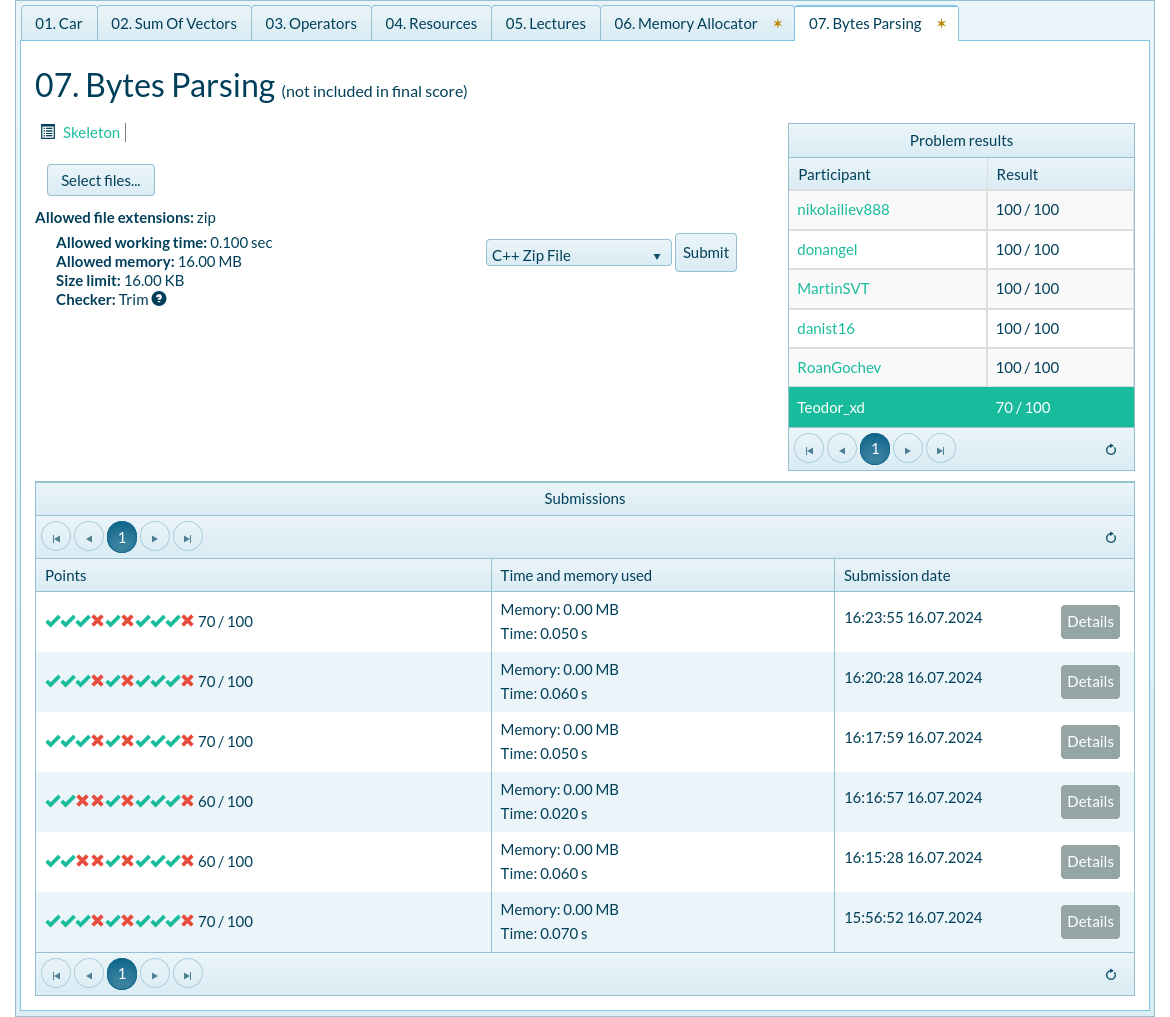 01. Car
02. Sum Of Vectors
03. Operators
04. Resources
05. Lectures
06. Memory Allocator
07. Bytes Parsing
07. Bytes Parsing (not included in final score)
Skeleton
Select files...
Allowed file extensions: zip
Allowed working time: 0.100 sec
Allowed memory: 16.00 MB
Size limit: 16.00 KB
Checker: Trim
C++ Zip File
Submit
Problem results
Participant Result
nikolailiev888 100 / 100
donangel 100 / 100
MartinSVT 100 / 100
danist16 100 / 100
RoanGochev 100 / 100
Teodor_xd 70 / 100
1
Submissions
1
Points Time and memory used Submission date
70 / 100 Memory: 0.00 MB 16:23:55 16.07.2024 Details
Time: 0.050 s
70 / 100 Memory: 0.00 MB 16:20:28 16.07.2024 Details
Time: 0.060 s
70 / 100 Memory: 0.00 MB 16:17:59 16.07.2024 Details
Time: 0.050 s
60 / 100 Memory: 0.00 MB 16:16:57 16.07.2024 Details
Time: 0.020 s
60 / 100 Memory: 0.00 MB 16:15:28 16.07.2024 Details
Time: 0.060 s
70 / 100 Memory: 0.00 MB 15:56:52 16.07.2024 Details
Time: 0.070 s
1